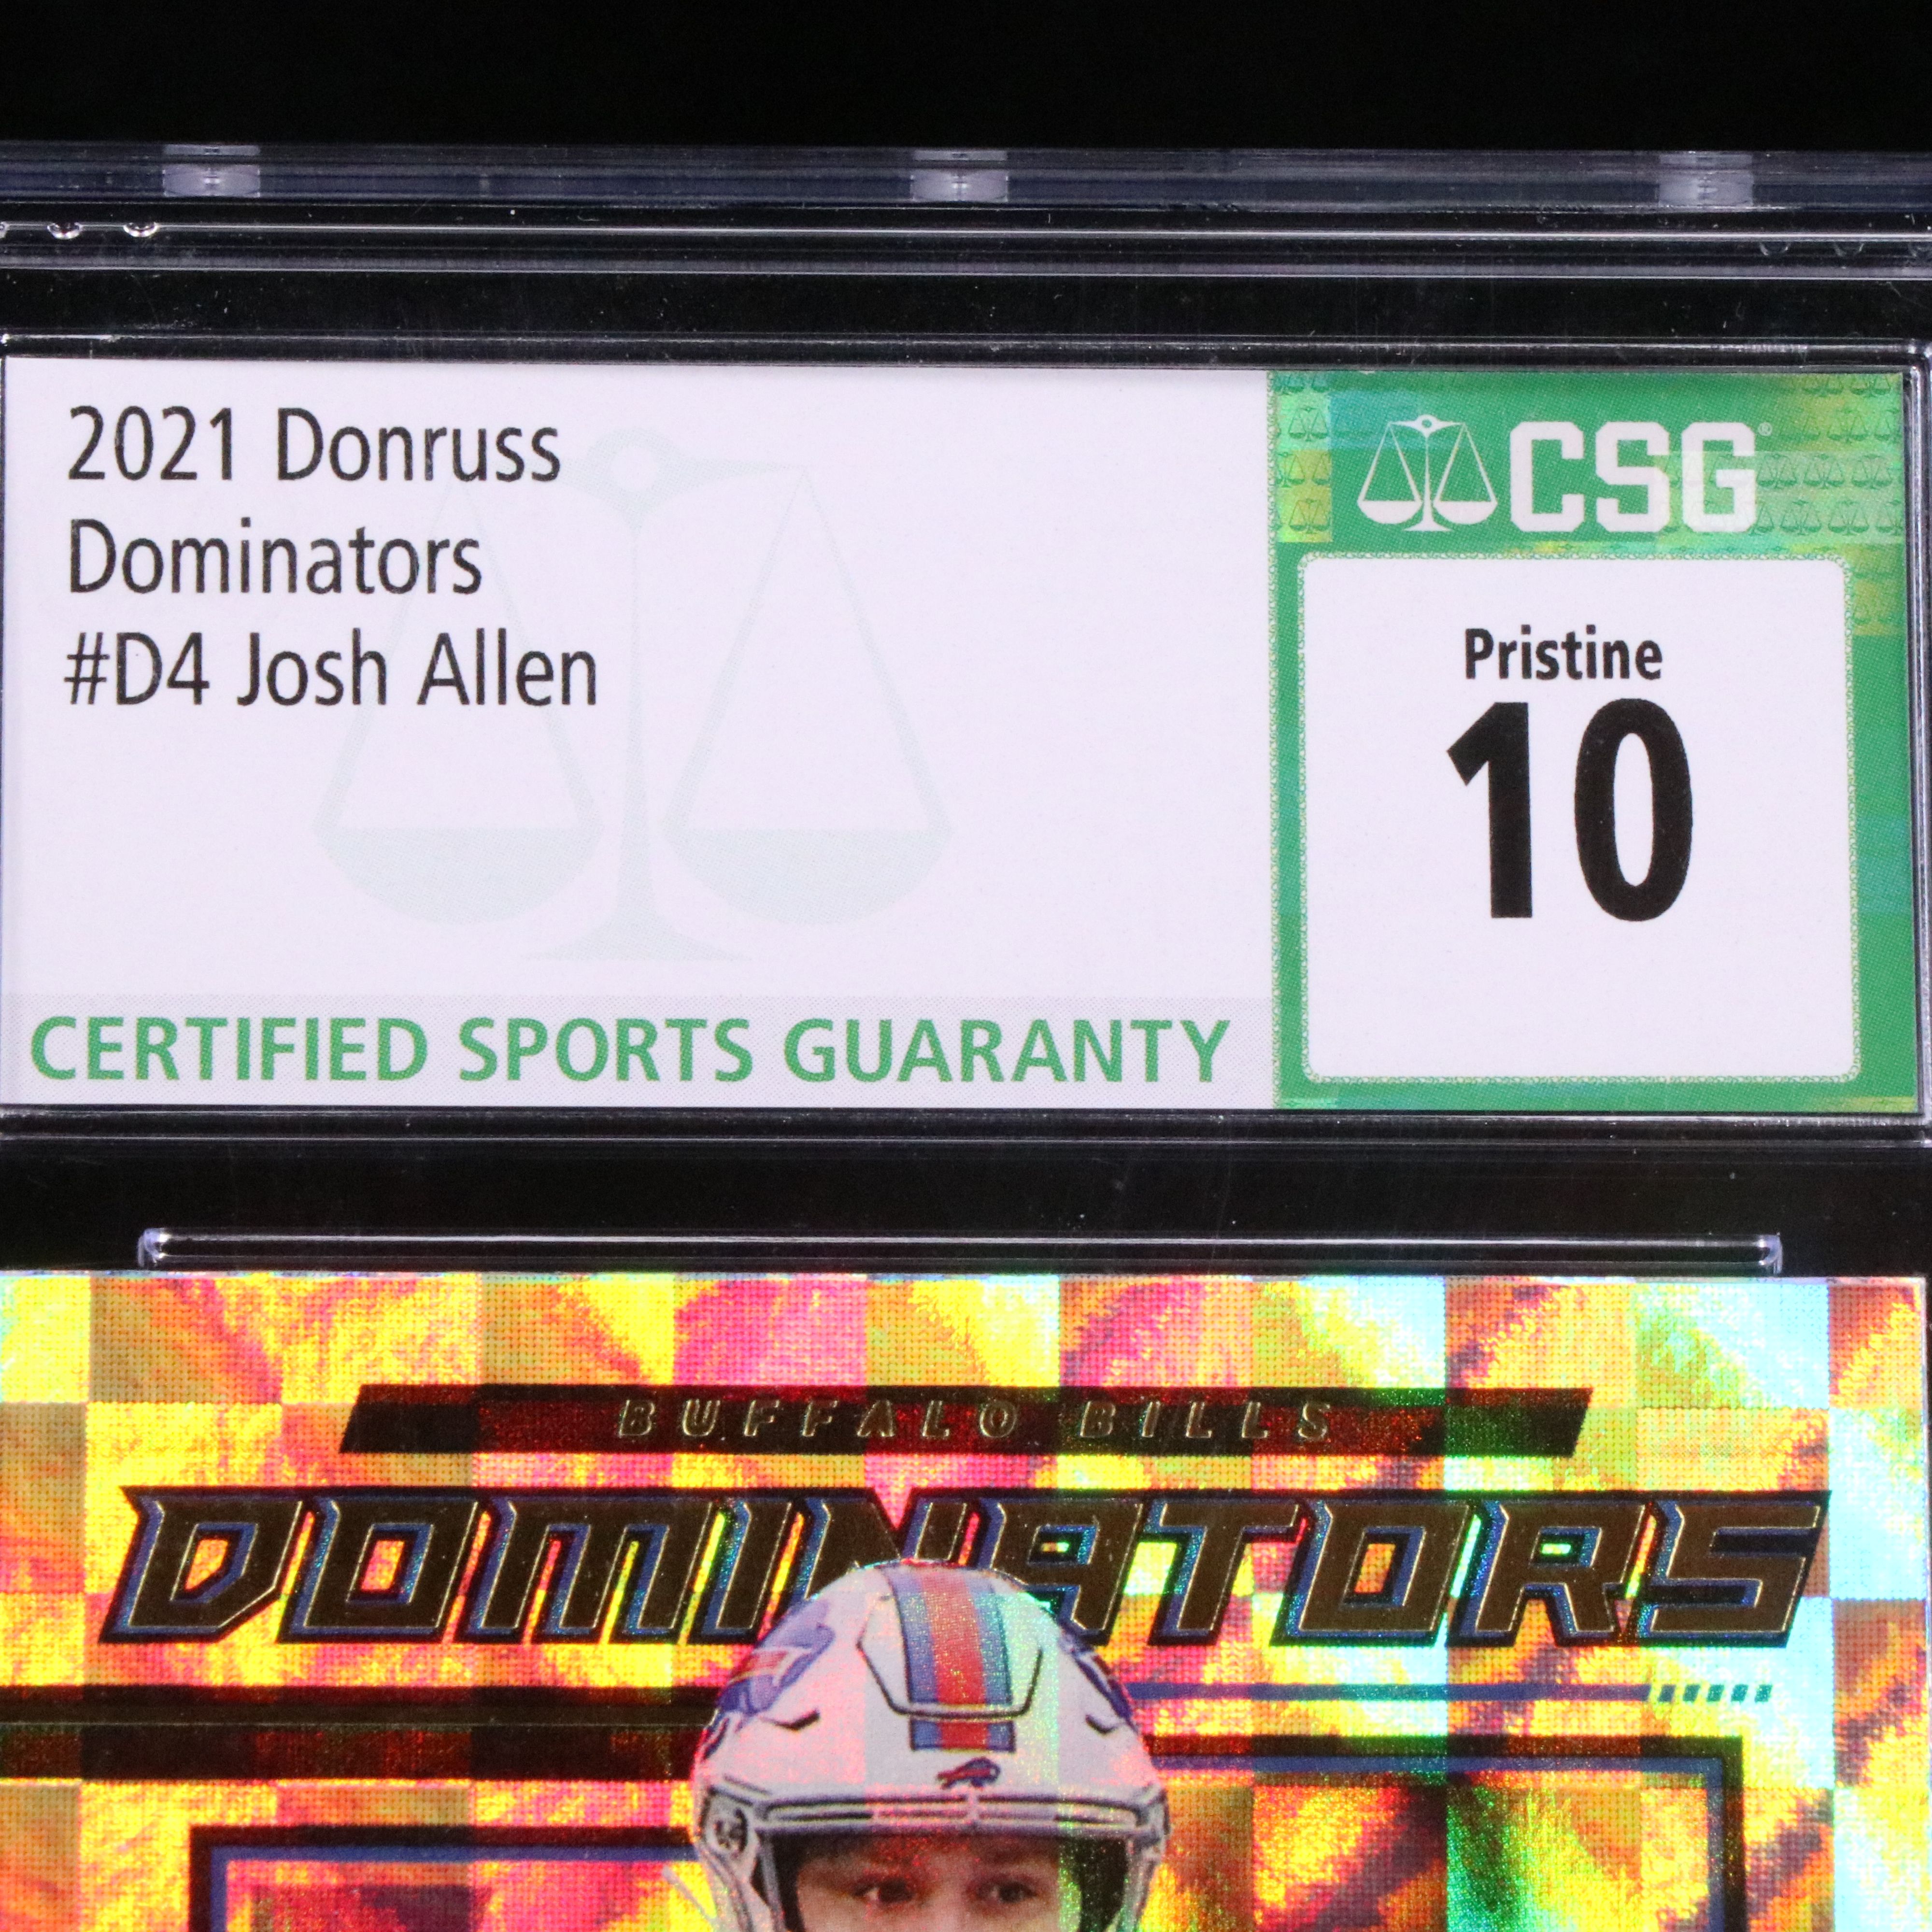 2021 Donruss
Dominators
#D4 Josh Allen
CERTIFIED SPORTS GUARANTY
CSG®
Pristine
10
BUFFALO BILLS
DOMINATORS